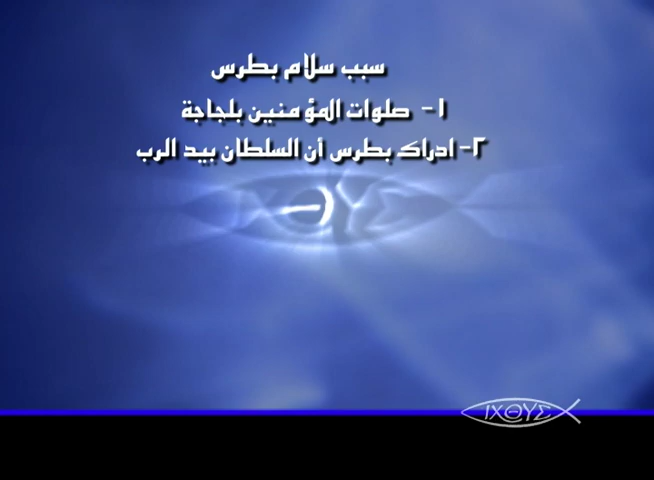 سبب سلام بطرس
١- صلوات المؤمنين بلجاجة
٢- ادراك بطرس أن السلطان بيد الرب
ΙΧΘΥΣ